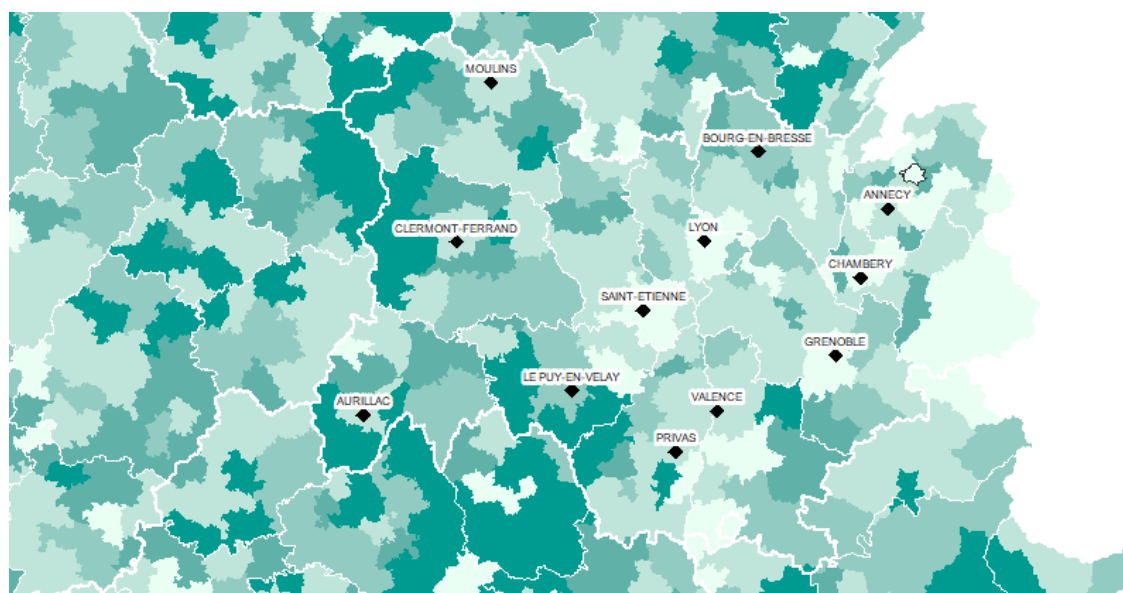 MOULINS
BOURG-EN-BRESSE
ANNECY
CLERMONT-FERRAND
LYON
CHAMBERY
SAINT-ETIENNE
GRENOBLE
LE PUY-EN-VELAY
AURILLAC
VALENCE
PRIVAS